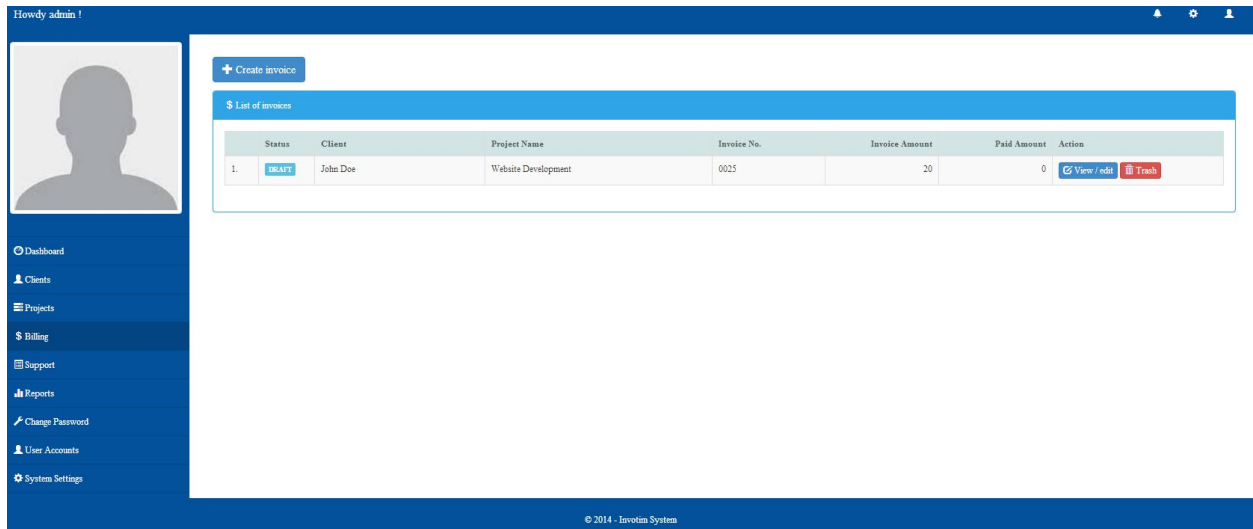 Howdy admin !
Create invoice
$ List of invoices
Status Client Project Name Invoice No. Invoice Amount Paid Amount Action
1. DRAFT John Doe Website Development 0025 20 0 View / edit Trash
Dashboard
Clients
Projects
$ Billing
Support
Reports
Change Password
User Accounts
System Settings
© 2014 - Invotim System